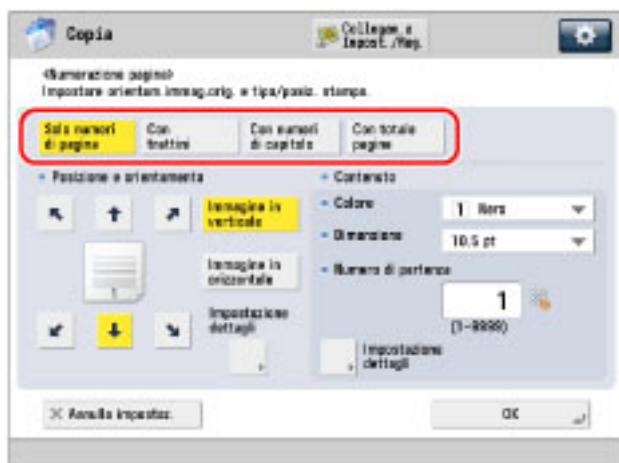 Copia
Collegam. a
Impost./Reg.
<Numerazione pagine>
Impostare orientam immag.orig. e tipo/posiz. stampa.
Solo numeri
di pagina
Con
trattini
Con numeri
di capitolo
Con totale
pagine
Posizione e orientamento
Contenuto
Immagine in
verticale
Colore
1 Nero
Dimensione
10.5 pt
Immagine in
orizzontale
Numero di partenza
1
(1-9999)
Impostazione
dettagli
Impostazione
dettagli
1
Annulla impostaz.
OK